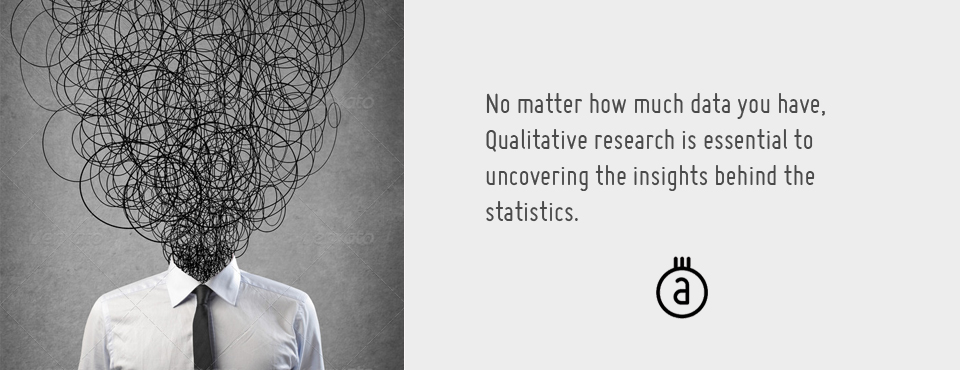 No matter how much data you have,
Qualitative research is essential to
uncovering the insights behind the
statistics.
a